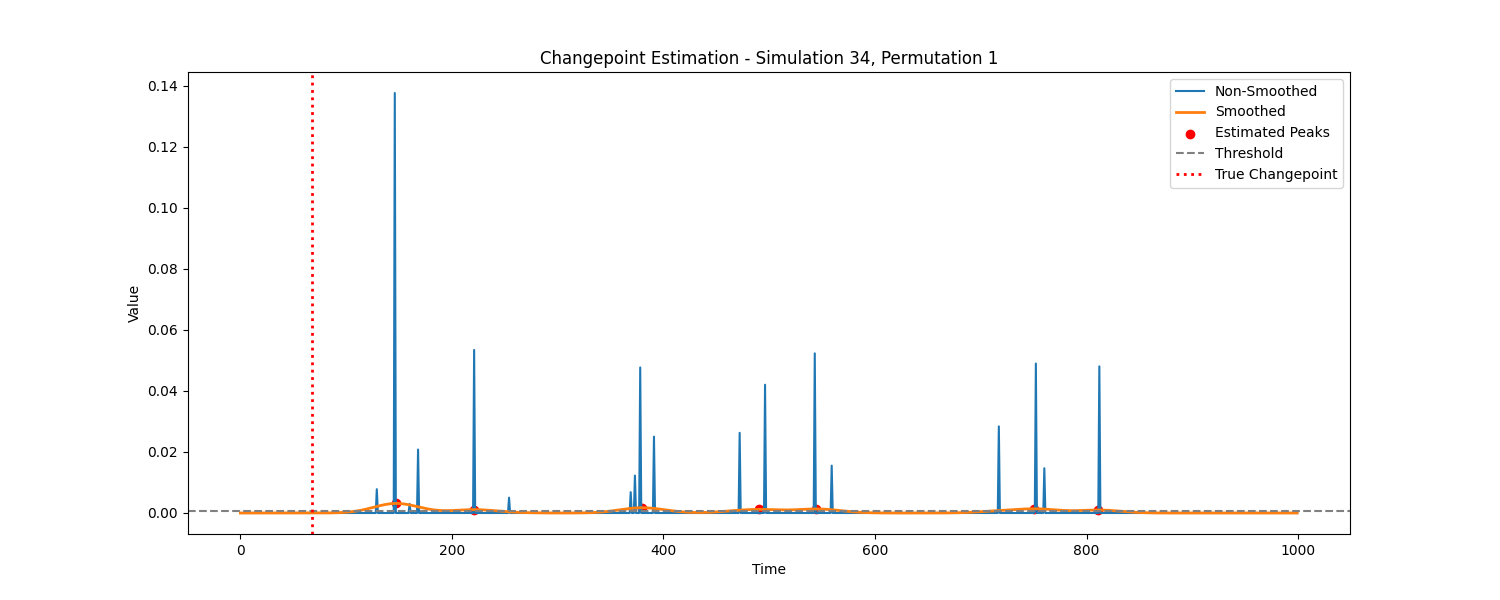 Changepoint Estimation - Simulation 34, Permutation 1
Non-Smoothed
Smoothed
Estimated Peaks
Threshold
True Changepoint
Value
0.14
0.12
0.10
0.08
0.06
0.04
0.02
0.00
0
200
400
600
800
1000
Time